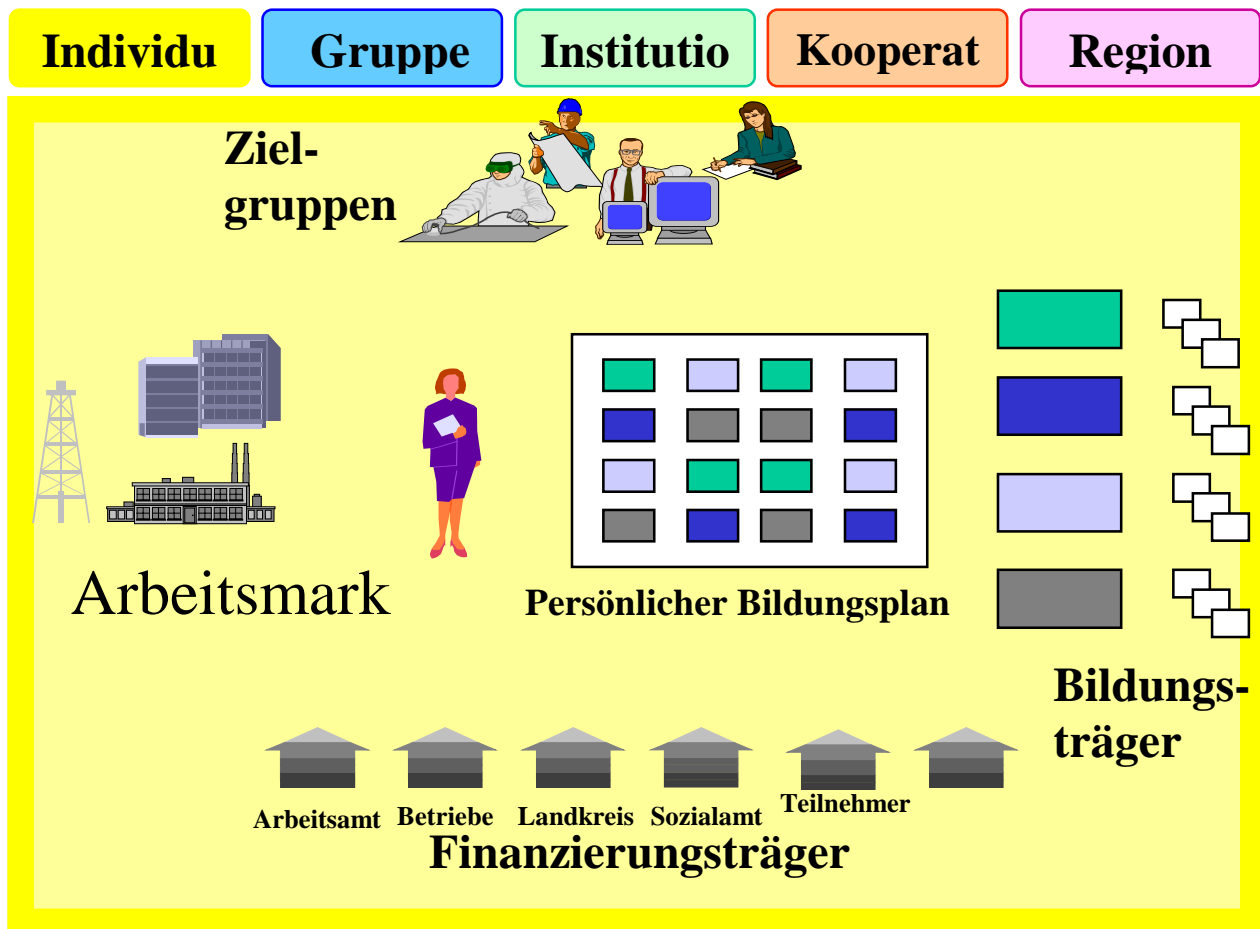 Individu
Gruppe
Institutio
Kooperat
Region
Ziel-
gruppen
Arbeitsmark
Persönlicher Bildungsplan
Bildungs-
träger
Arbeitsamt
Betriebe
Landkreis
Sozialamt
Teilnehmer
Finanzierungsträger